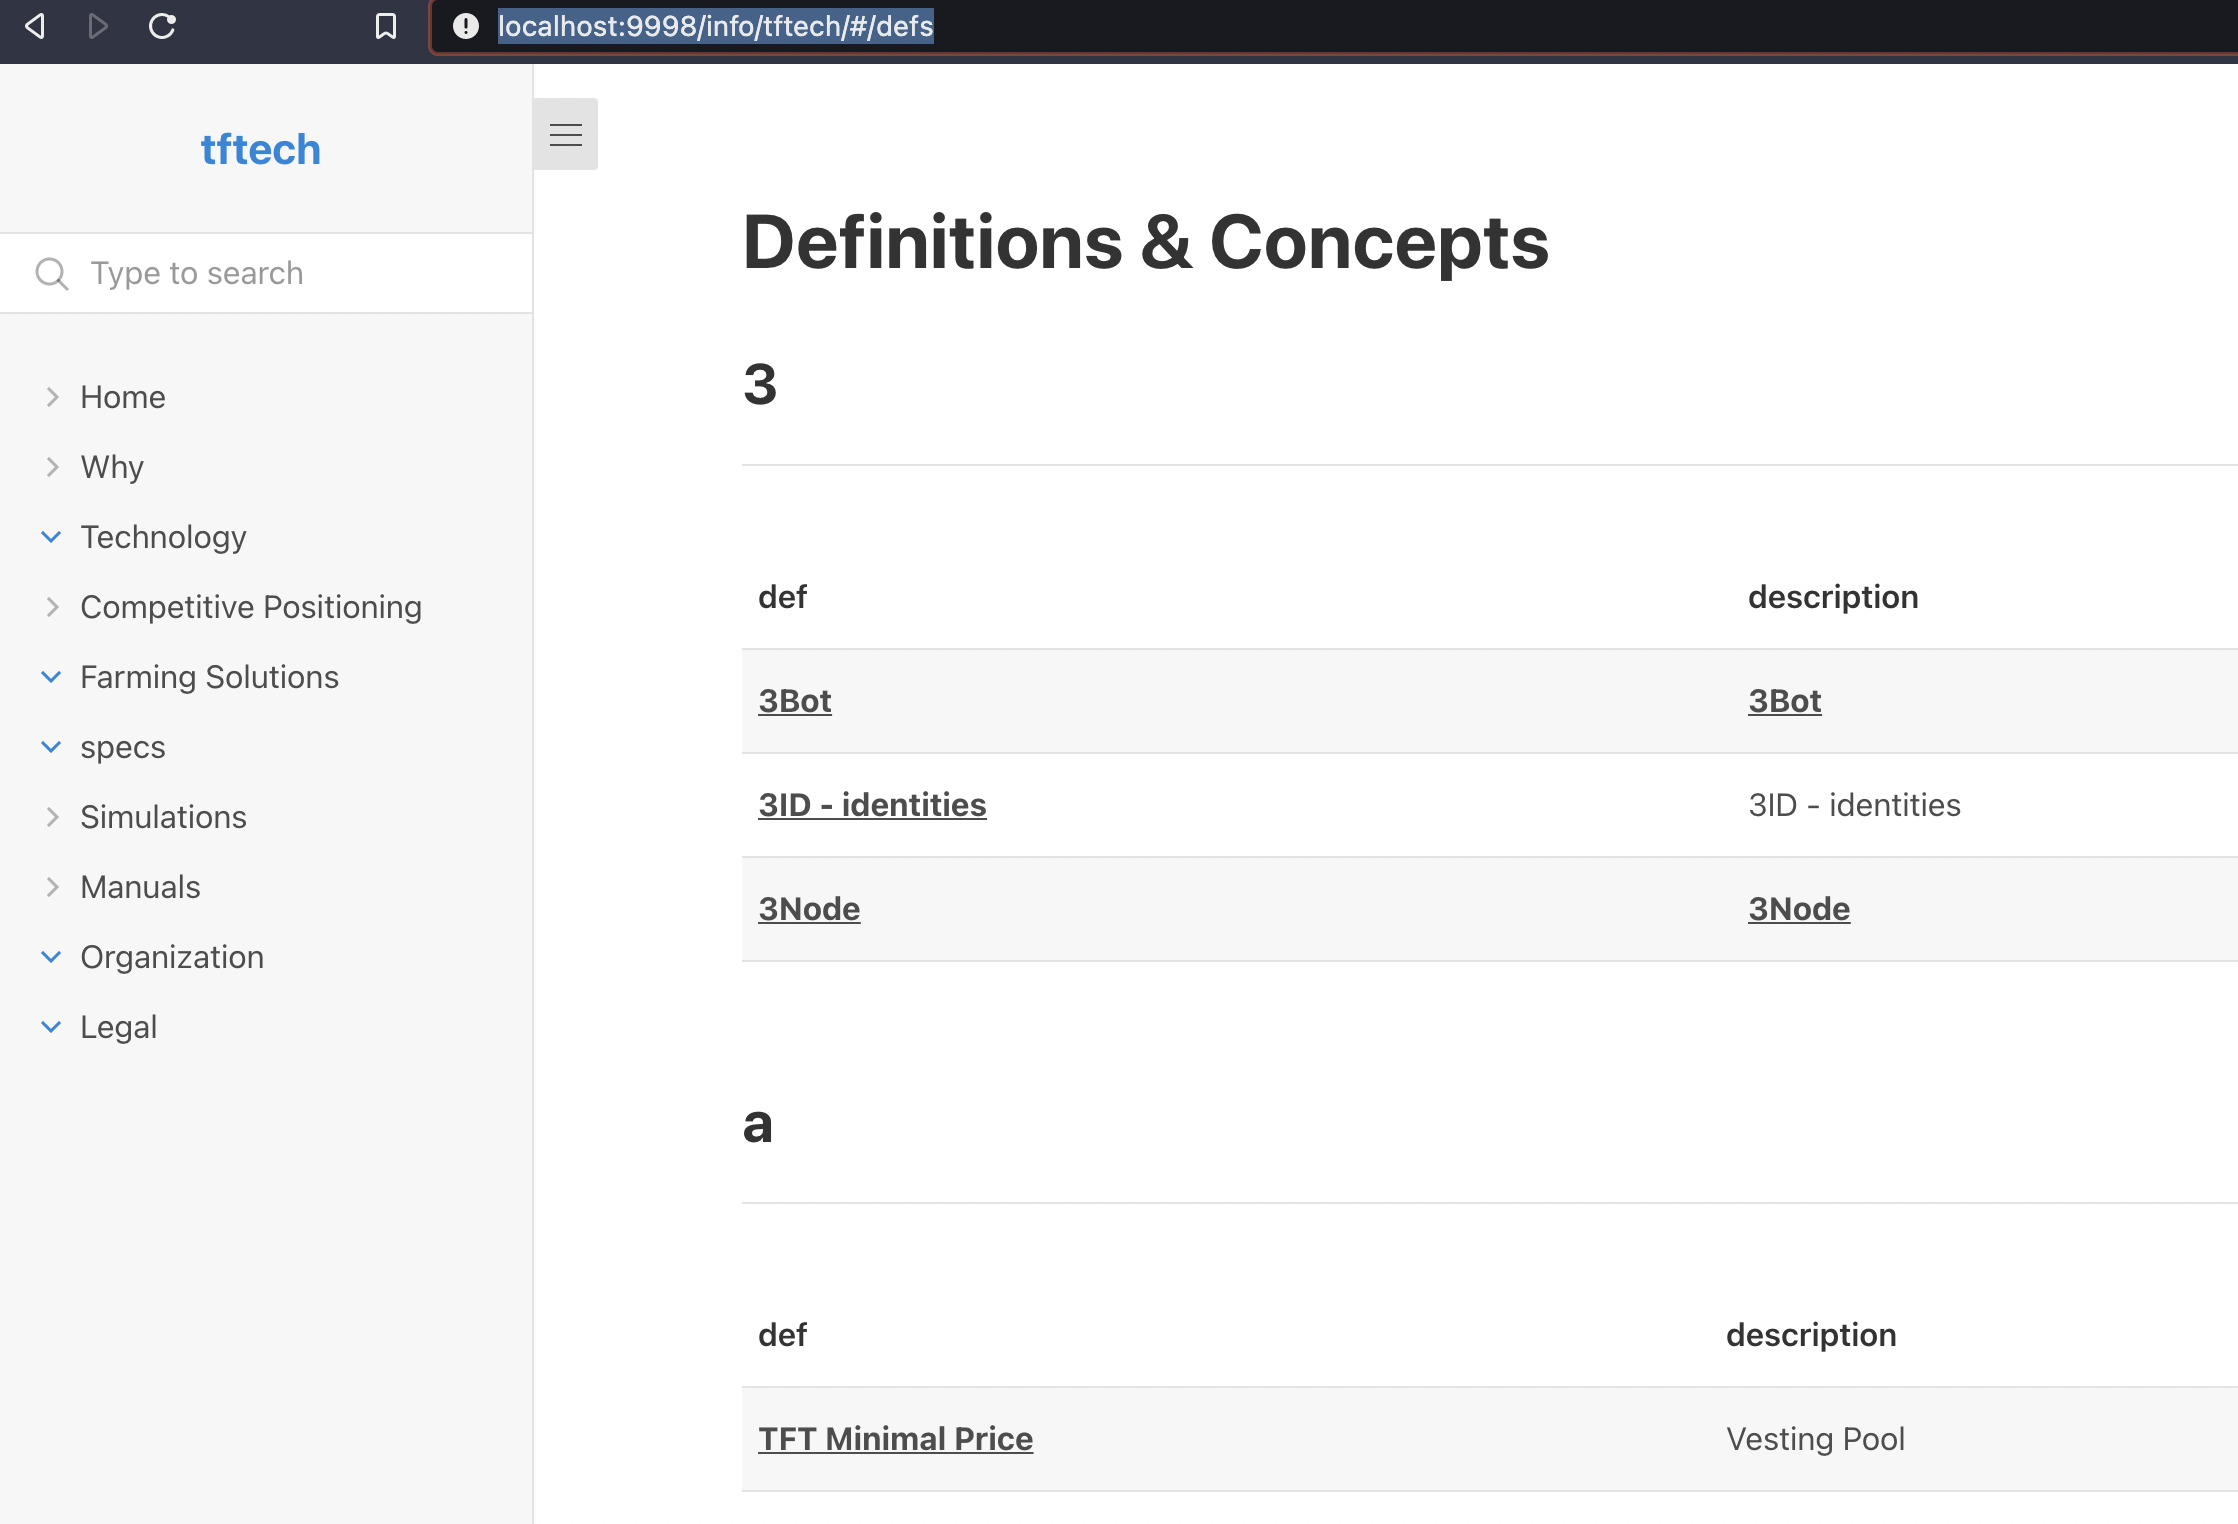 localhost:9998/info/tftech/#/defs
tftech
Type to search
Home
Why
Technology
Competitive Positioning
Farming Solutions
specs
Simulations
Manuals
Organization
Legal
Definitions & Concepts
3
def description
3Bot 3Bot
3ID - identities 3ID - identities
3Node 3Node
a
def description
TFT Minimal Price Vesting Pool